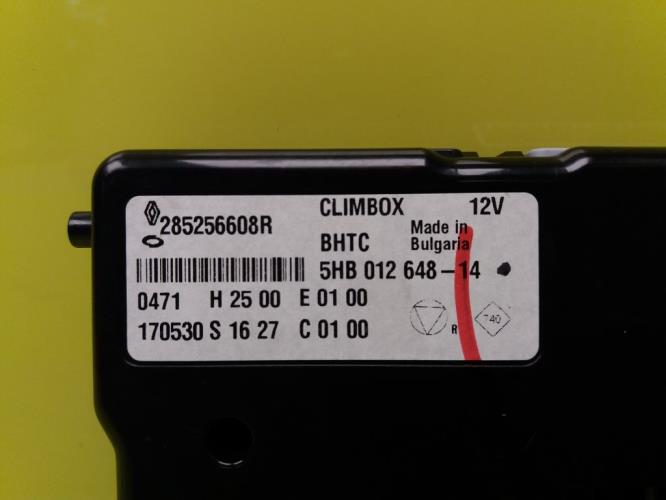 285256608R
CLIMBOX 12V
BHTC Made in Bulgaria
5HB 012 648-14
0471 H 25 00 E 01 00
170530 S 16 27 C 01 00
R
740